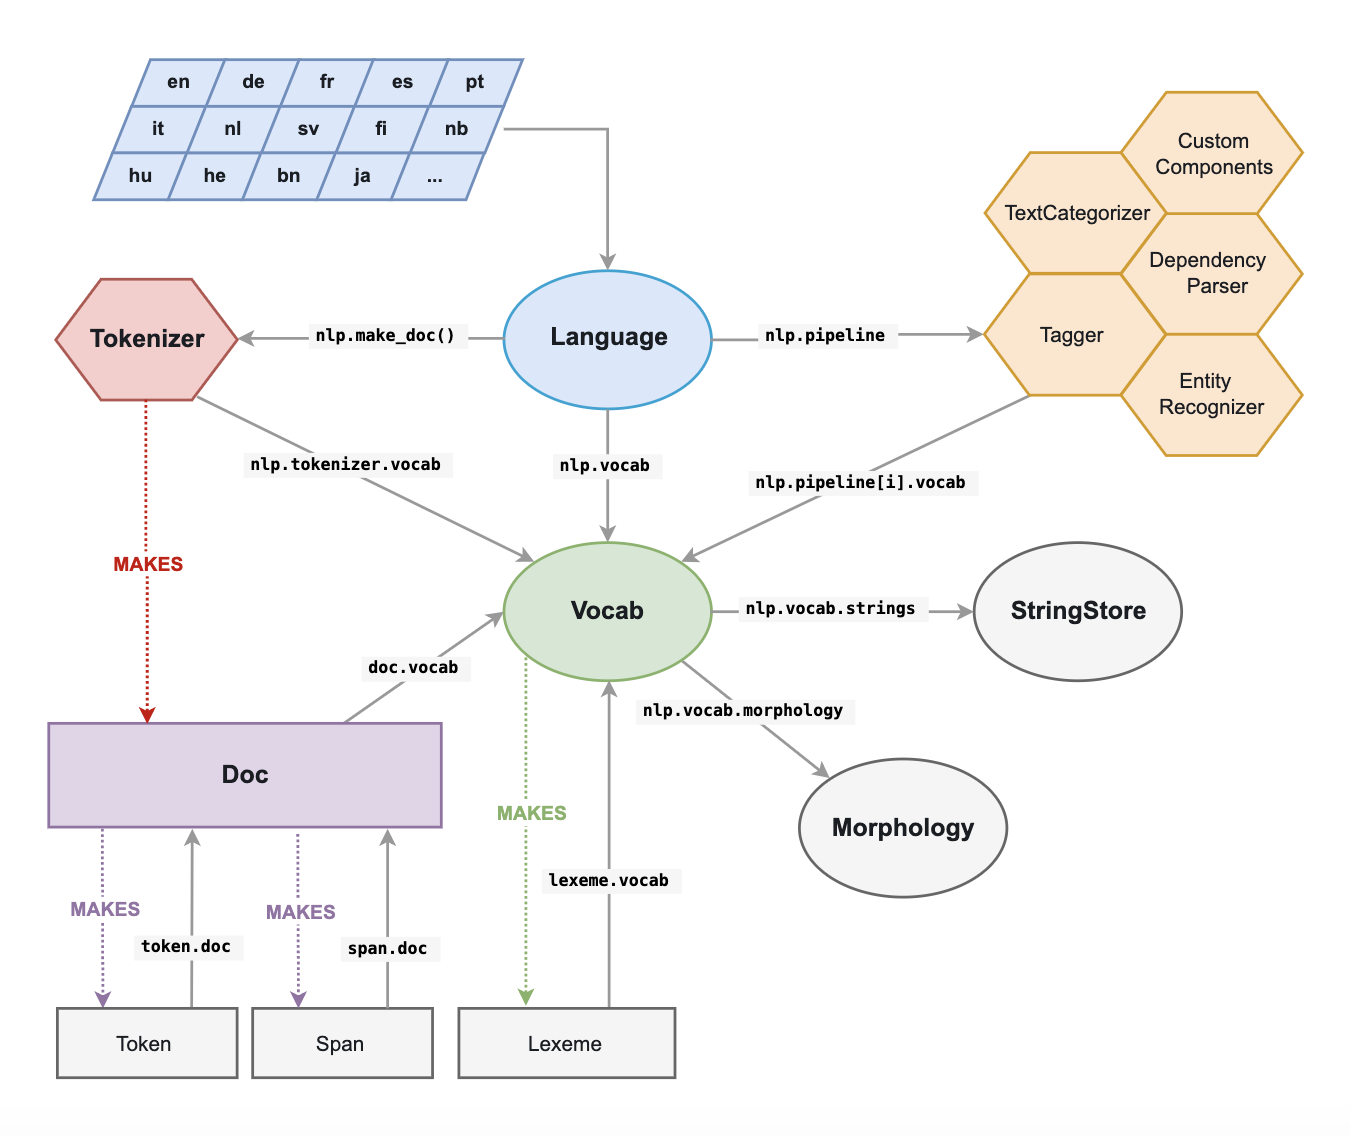 en de fr es pt
it nl sv fi nb
hu he bn ja ...
Custom
Components
TextCategorizer
Dependency
Parser
Tokenizer
nlp.make_doc()
Language
nlp.pipeline
Tagger
Entity
Recognizer
nlp.tokenizer.vocab
nlp.vocab
nlp.pipeline[i].vocab
MAKES
Vocab
nlp.vocab.strings
StringStore
doc.vocab
nlp.vocab.morphology
Doc
MAKES
Morphology
lexeme.vocab
MAKES
token.doc
MAKES
span.doc
Token
Span
Lexeme